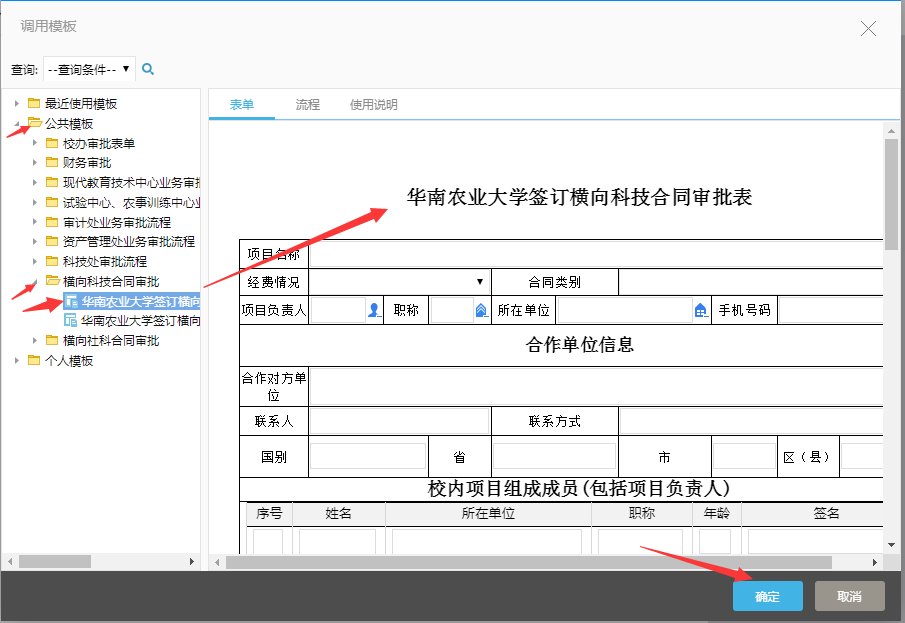 调用模板
查询: --查询条件--
最近使用模板
公共模板
校办审批表单
财务审批
现代教育技术中心业务审批
试验中心、农事训练中心业
审计处业务审批流程
资产管理处业务审批流程
科技处审批流程
横向科技合同审批
华南农业大学签订横向
华南农业大学签订横向
横向社科合同审批
个人模板
表单 流程 使用说明
华南农业大学签订横向科技合同审批表
项目名称
经费情况 合同类别
项目负责人 职称 所在单位 手机号码
合作单位信息
合作对方单位
联系人 联系方式
国别 省 市 区（县）
校内项目组成成员(包括项目负责人)
序号 姓名 所在单位 职称 年龄 签名
确定 取消